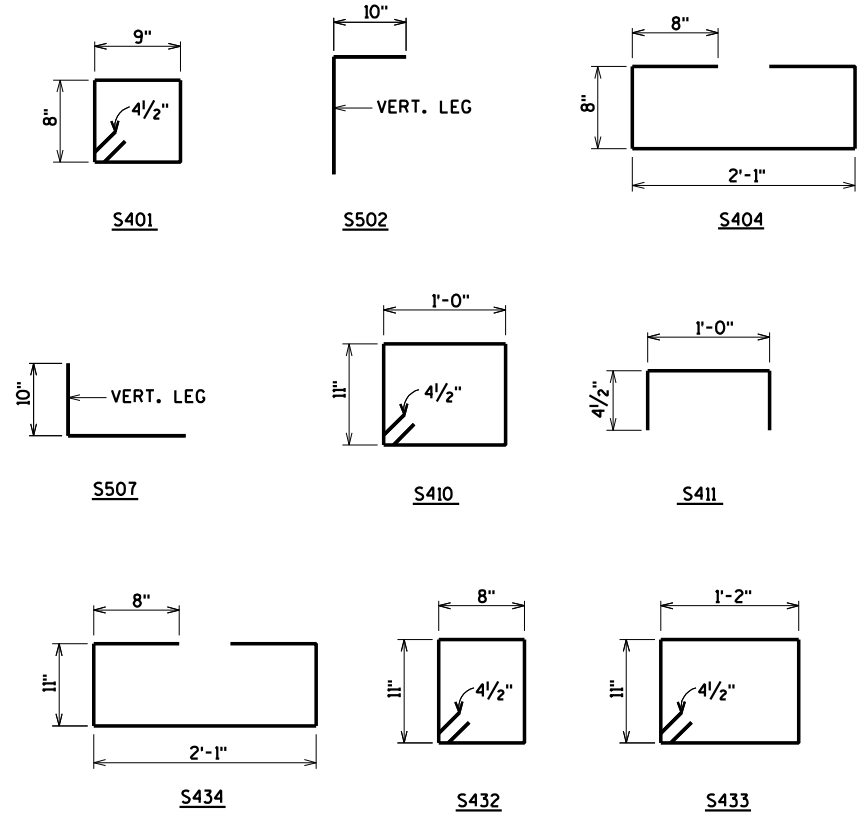 9"
8"
4½"
S401
10"
VERT. LEG
S502
8"
8"
2'-1"
S404
10"
VERT. LEG
S507
1'-0"
11"
4½"
S410
1'-0"
4½"
S411
8"
11"
2'-1"
S434
8"
11"
4½"
S432
1'-2"
11"
4½"
S433